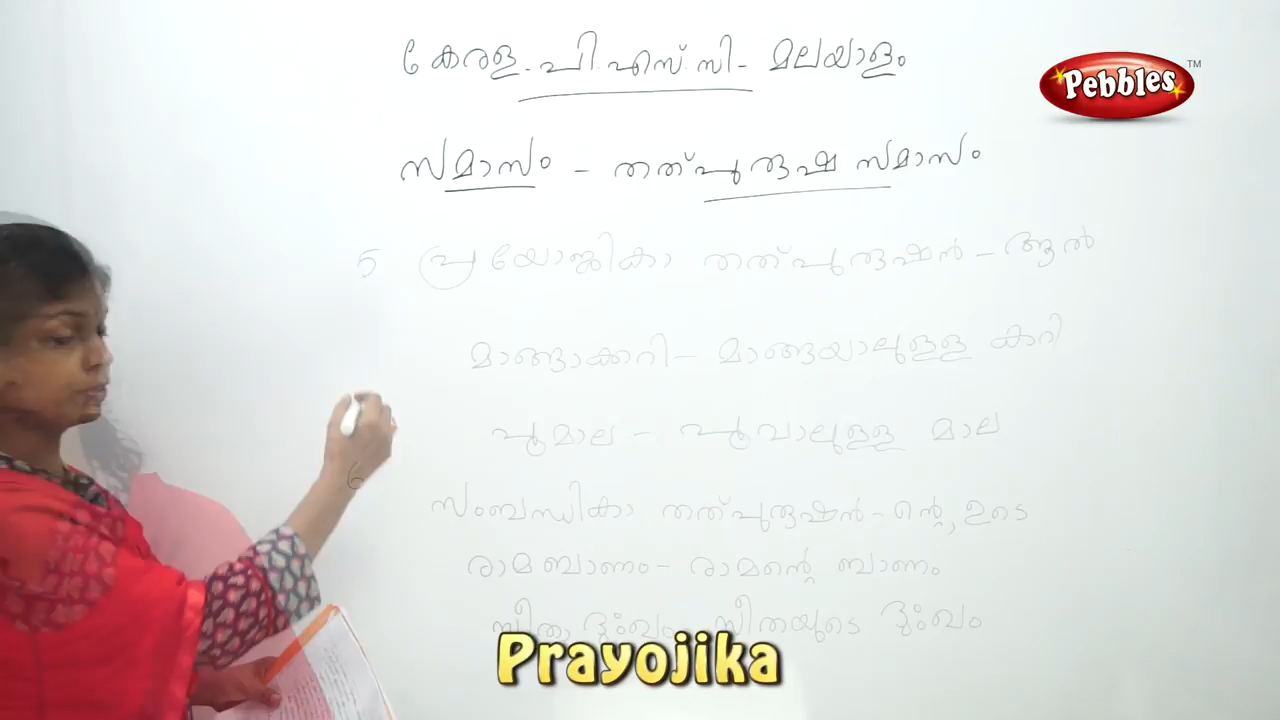 കേരള പി.എസ്.സി- മലയാളം
Pebbles TM
സമാസം - തത്പുരുഷ സമാസം
5 പ്രയോജികാ തത്പുരുഷൻ - ആൽ
മാങ്ങാക്കറി - മാങ്ങയാലുള്ള കറി
പൂമാല - പൂവാലുള്ള മാല
6 സംബന്ധികാ തത്പുരുഷൻ - ന്റെ, ഉടെ
രാമബാണം - രാമന്റെ ബാണം
സീതാദുഃഖം സീതയുടെ ദുഃഖം
Prayojika